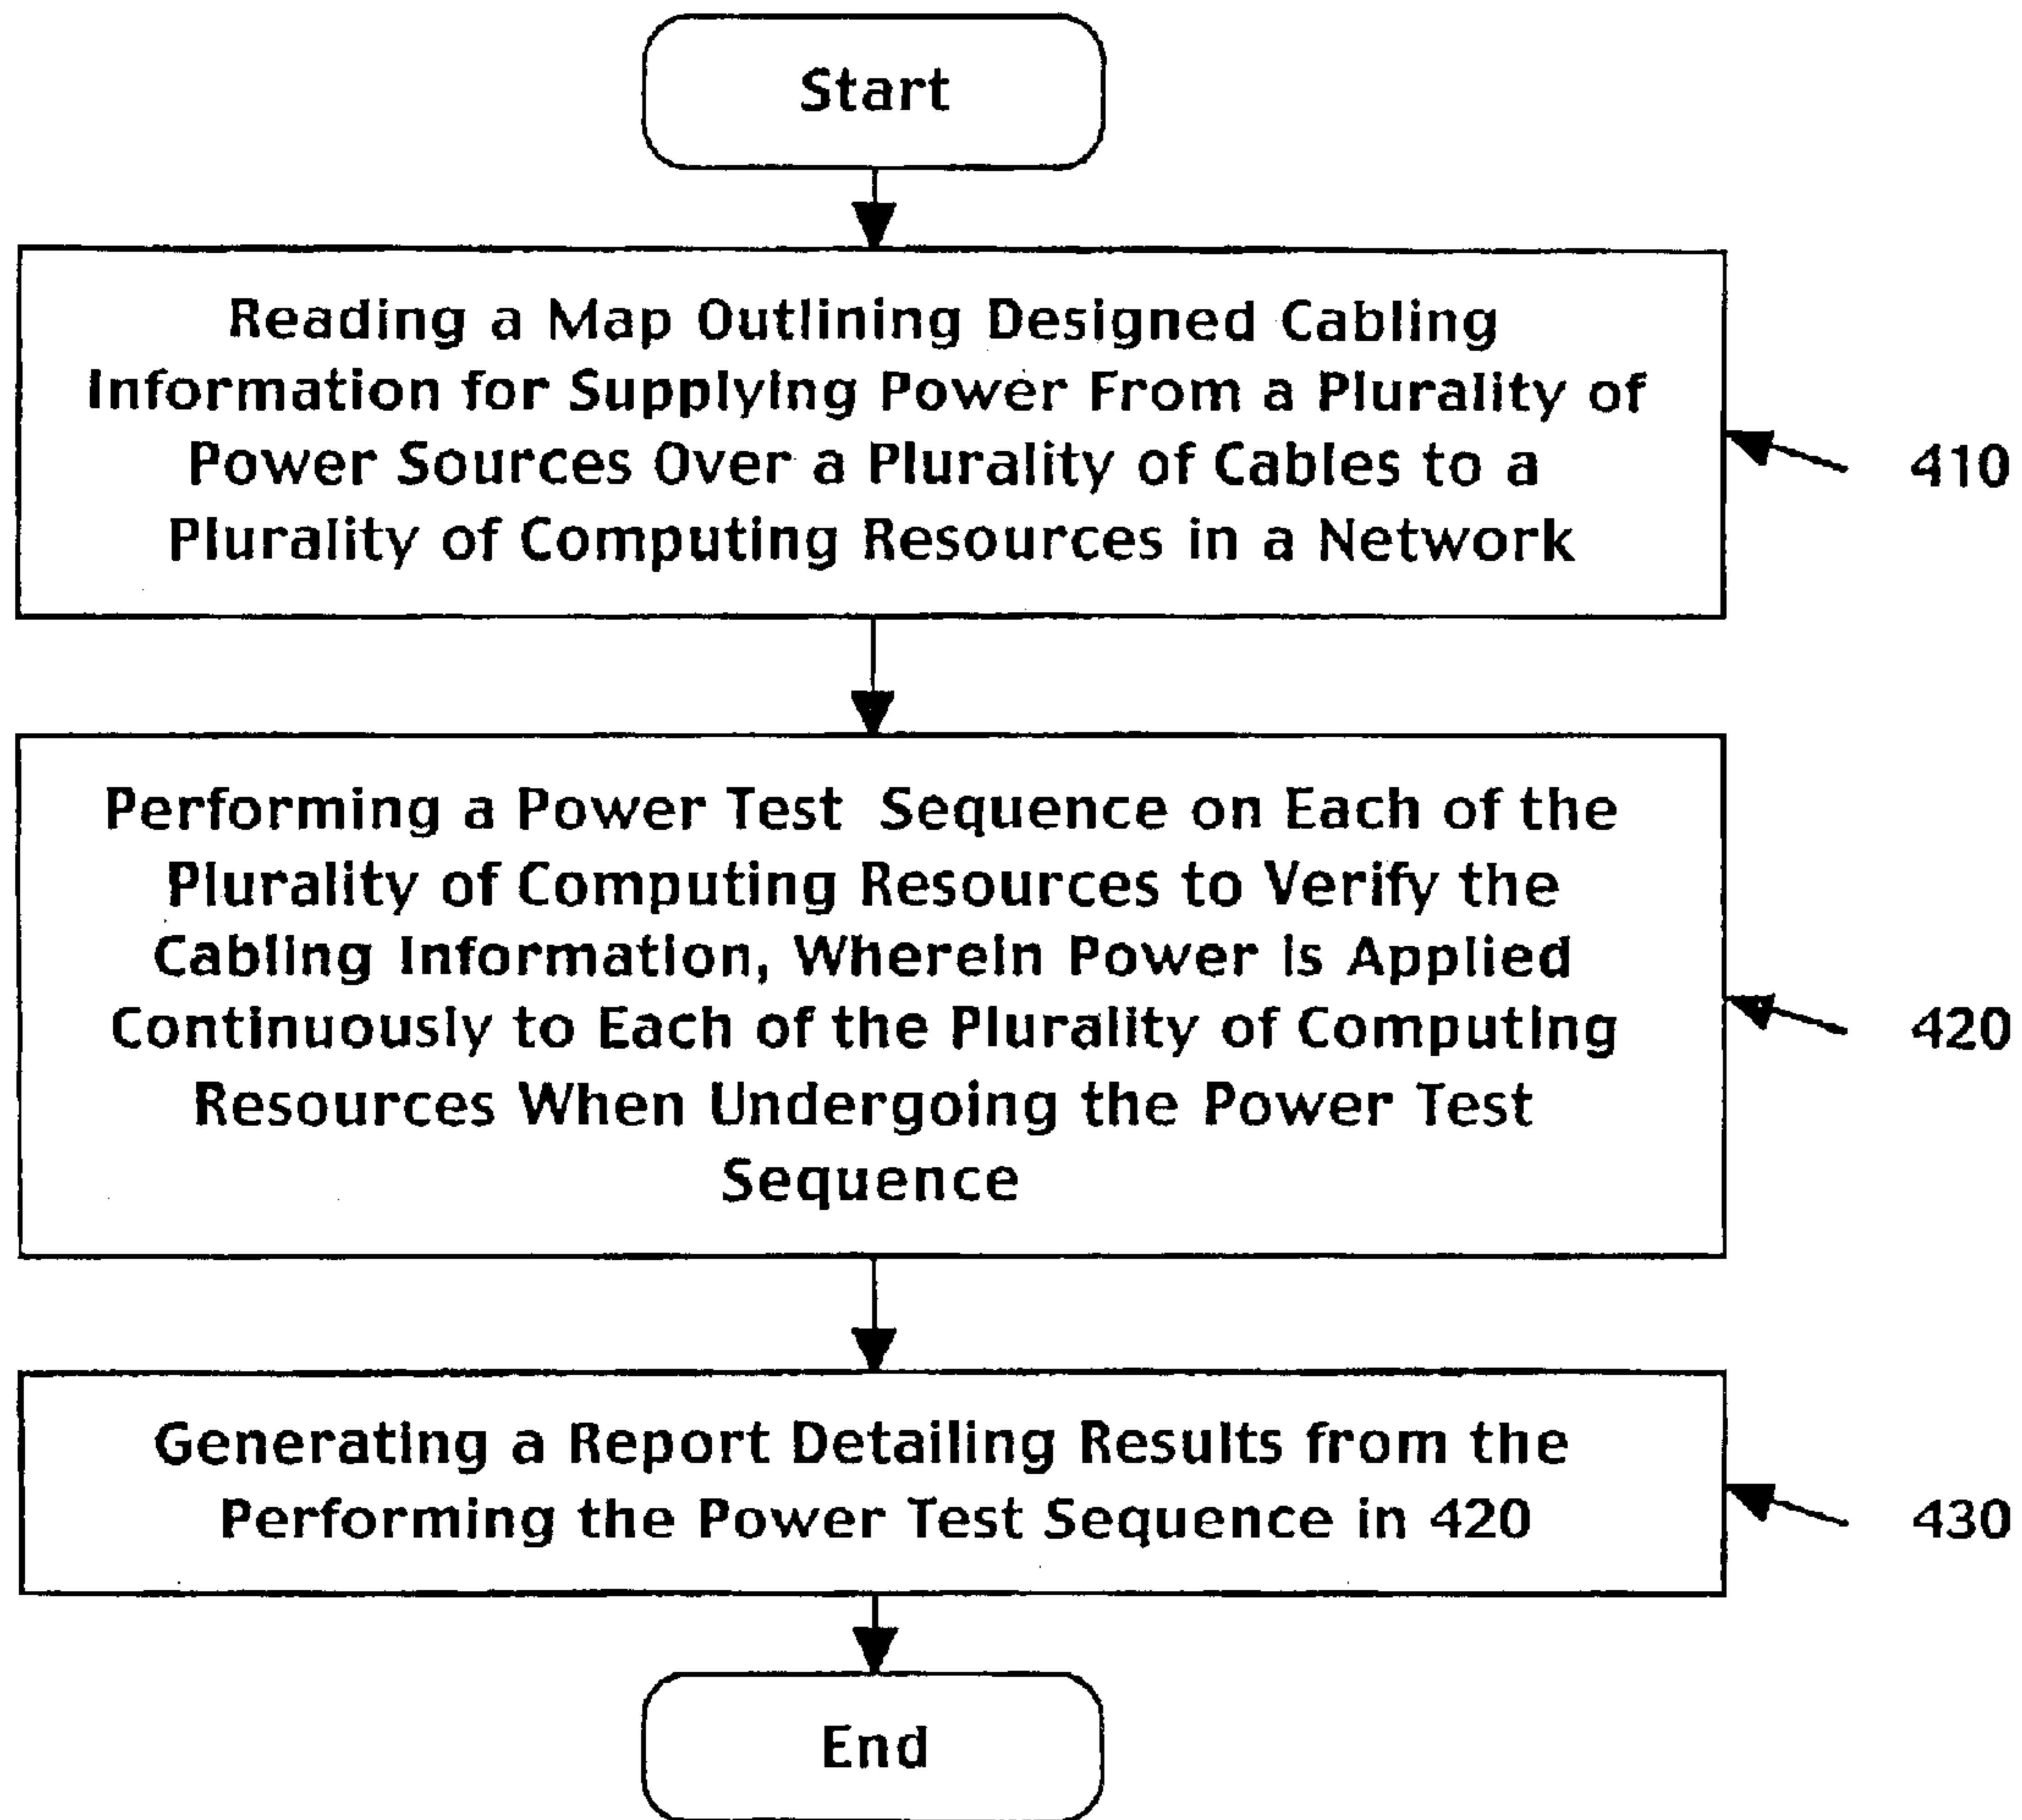 Start
Reading a Map Outlining Designed Cabling
Information for Supplying Power From a Plurality of
Power Sources Over a Plurality of Cables to a
Plurality of Computing Resources in a Network
410
Performing a Power Test Sequence on Each of the
Plurality of Computing Resources to Verify the
Cabling Information, Wherein Power is Applied
Continuously to Each of the Plurality of Computing
Resources When Undergoing the Power Test
Sequence
420
Generating a Report Detailing Results from the
Performing the Power Test Sequence in 420
430
End